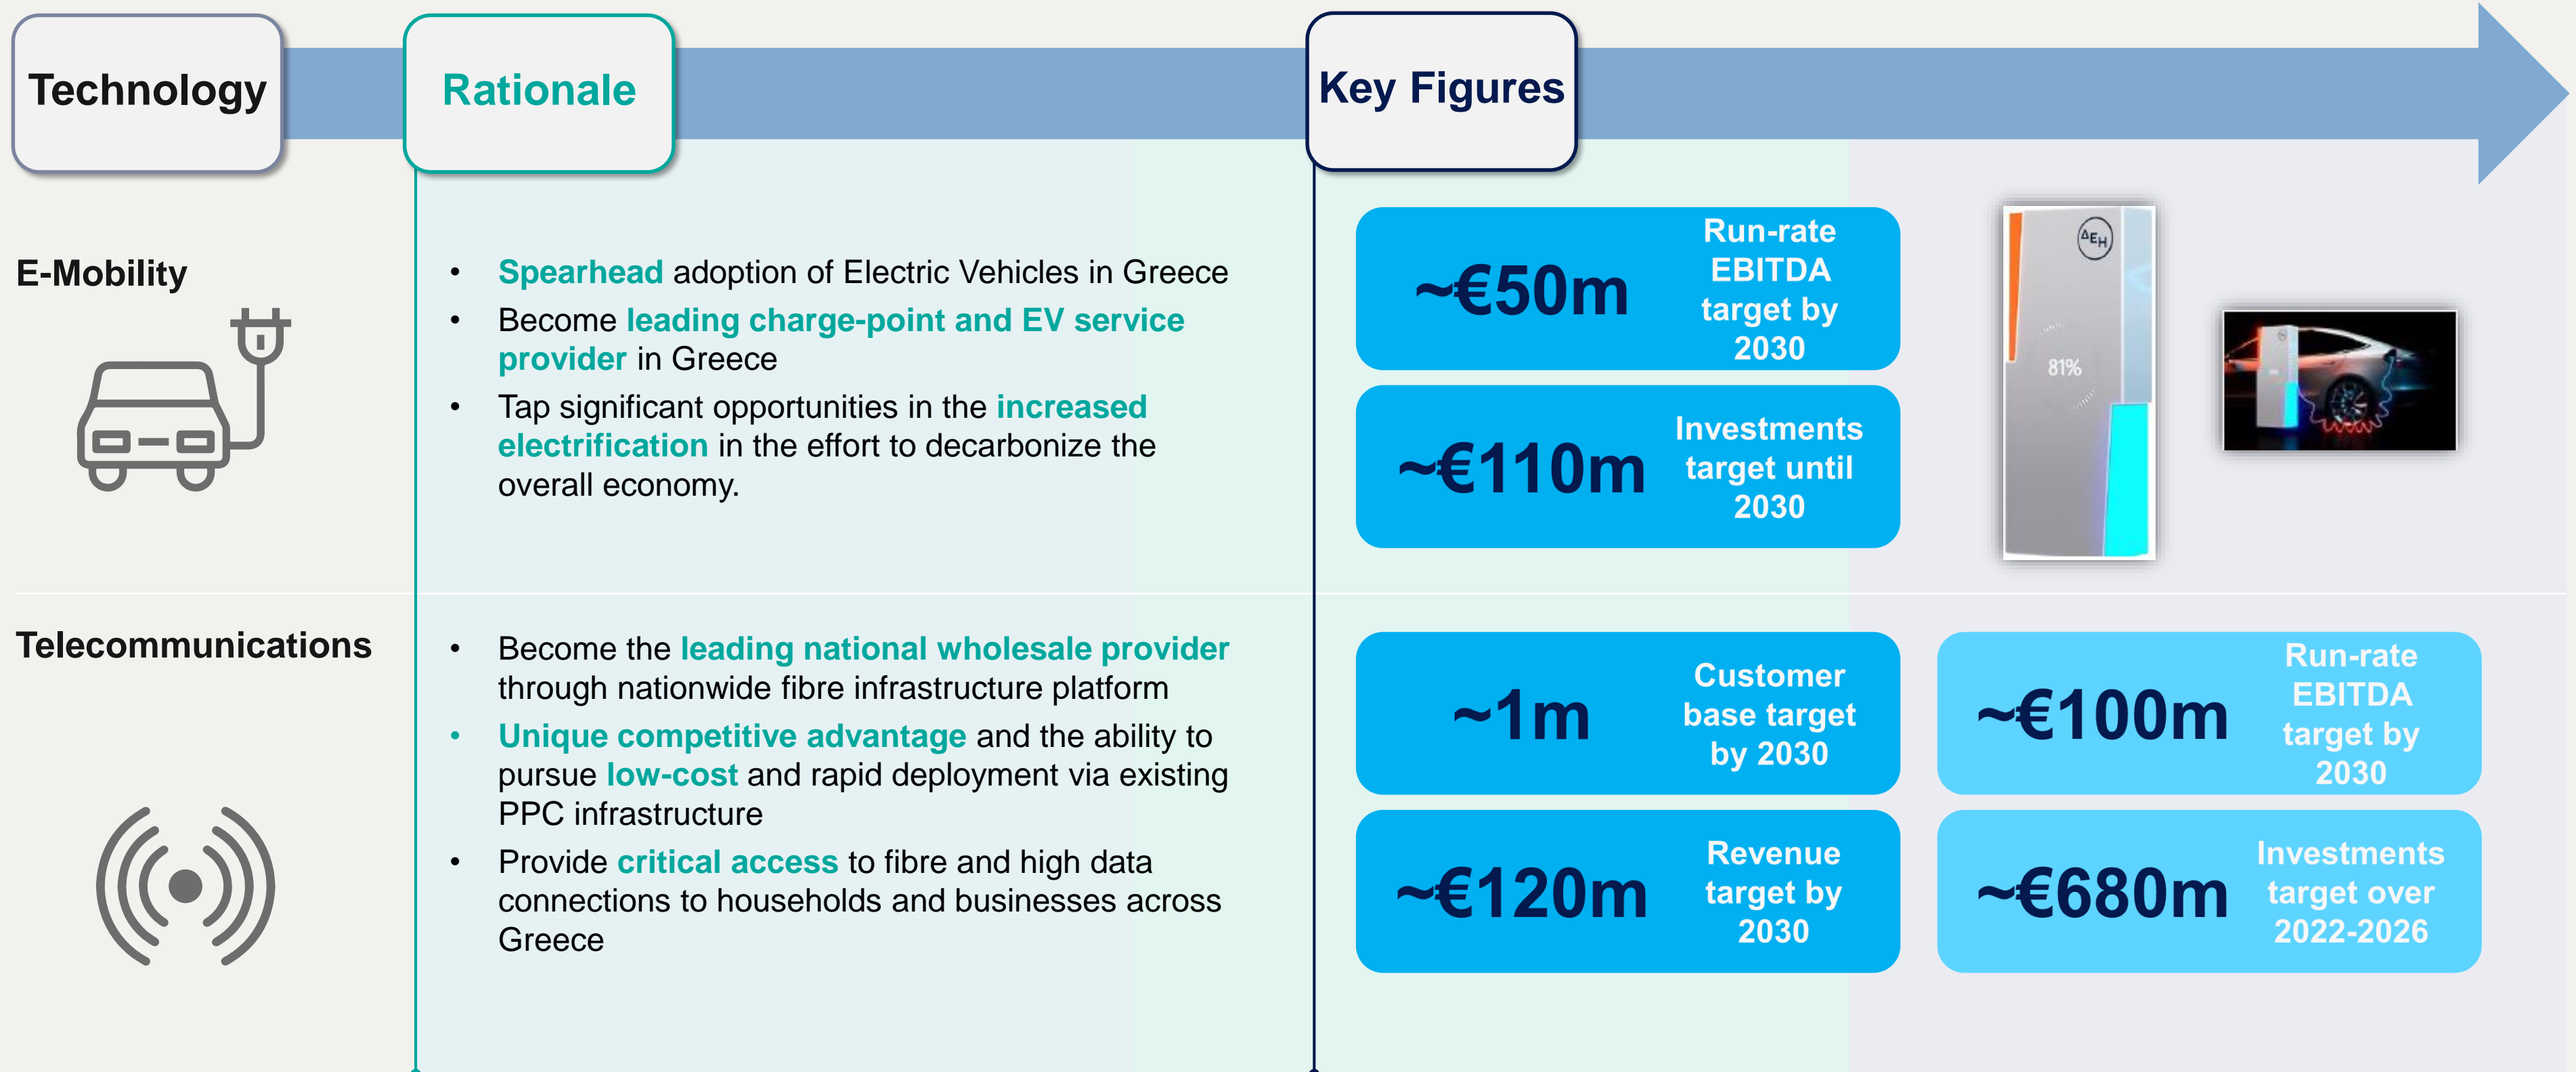 Technology
Rationale
Key Figures
E-Mobility
• Spearhead adoption of Electric Vehicles in Greece
• Become leading charge-point and EV service
provider in Greece
• Tap significant opportunities in the increased
electrification in the effort to decarbonize the
overall economy.
~€50m
Run-rate
EBITDA
target by
2030
~€110m
Investments
target until
2030
ΔΕΗ
81%
Telecommunications
• Become the leading national wholesale provider
through nationwide fibre infrastructure platform
• Unique competitive advantage and the ability to
pursue low-cost and rapid deployment via existing
PPC infrastructure
• Provide critical access to fibre and high data
connections to households and businesses across
Greece
~1m
Customer
base target
by 2030
~€100m
Run-rate
EBITDA
target by
2030
~€120m
Revenue
target by
2030
~€680m
Investments
target over
2022-2026